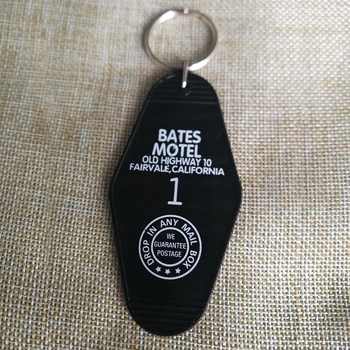 BATES
MOTEL
OLD HIGHWAY 10
FAIRVALE,CALIFORNIA
1
DROP IN ANY MAIL BOX
WE
GUARANTEE
POSTAGE